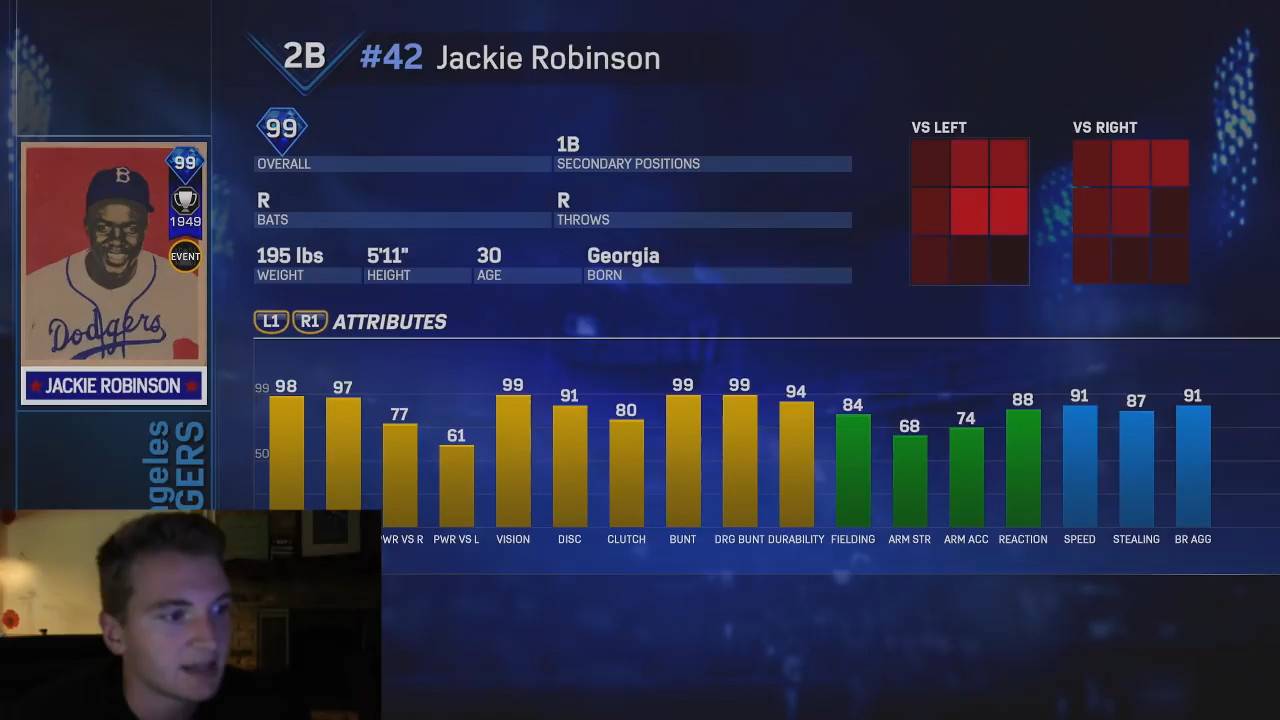 2B #42 Jackie Robinson
99
OVERALL
1B
SECONDARY POSITIONS
R
BATS
R
THROWS
195 lbs
WEIGHT
5'11"
HEIGHT
30
AGE
Georgia
BORN
VS LEFT
VS RIGHT
99
1949
EVENT
B
Dodgers
★ JACKIE ROBINSON ★
ngeles
GERS
L1 R1 ATTRIBUTES
99
50
98 97 77 61 99 91 80 99 99 94 84 68 74 88 91 87 91
WR VS R PWR VS L VISION DISC CLUTCH BUNT DRG BUNT DURABILITY FIELDING ARM STR ARM ACC REACTION SPEED STEALING BR AGG